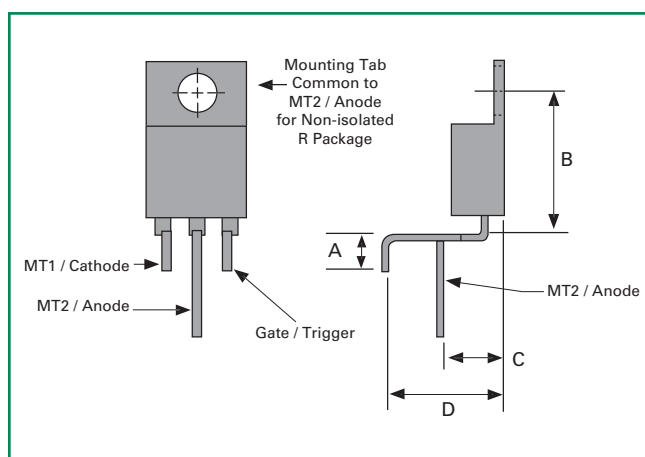 Mounting Tab
Common to
MT2 / Anode
for Non-isolated
R Package
MT1 / Cathode
MT2 / Anode
Gate / Trigger
A
B
MT2 / Anode
C
D